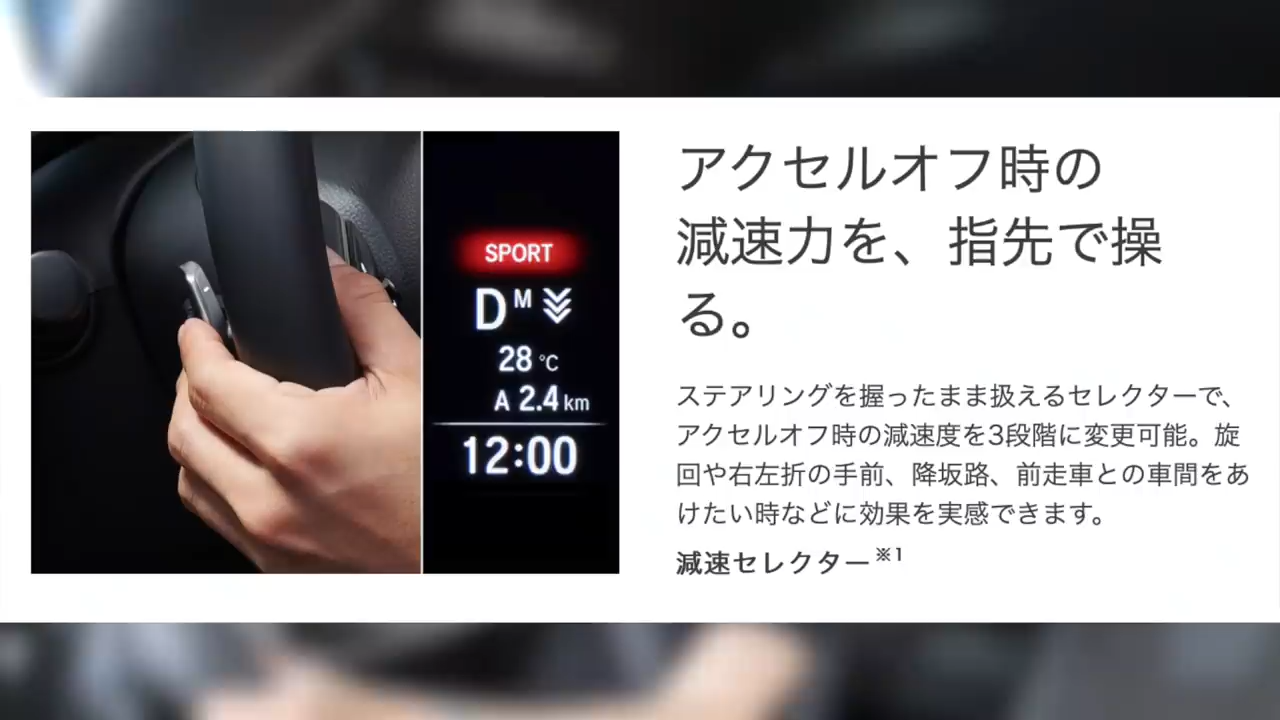 SPORT
D M
28 °C
A 2.4 km
12:00
アクセルオフ時の
減速力を、指先で操
る。
ステアリングを握ったまま扱えるセレクターで、
アクセルオフ時の減速度を3段階に変更可能。旋
回や右左折の手前、降坂路、前走車との車間をあ
けたい時などに効果を実感できます。
減速セレクター※1